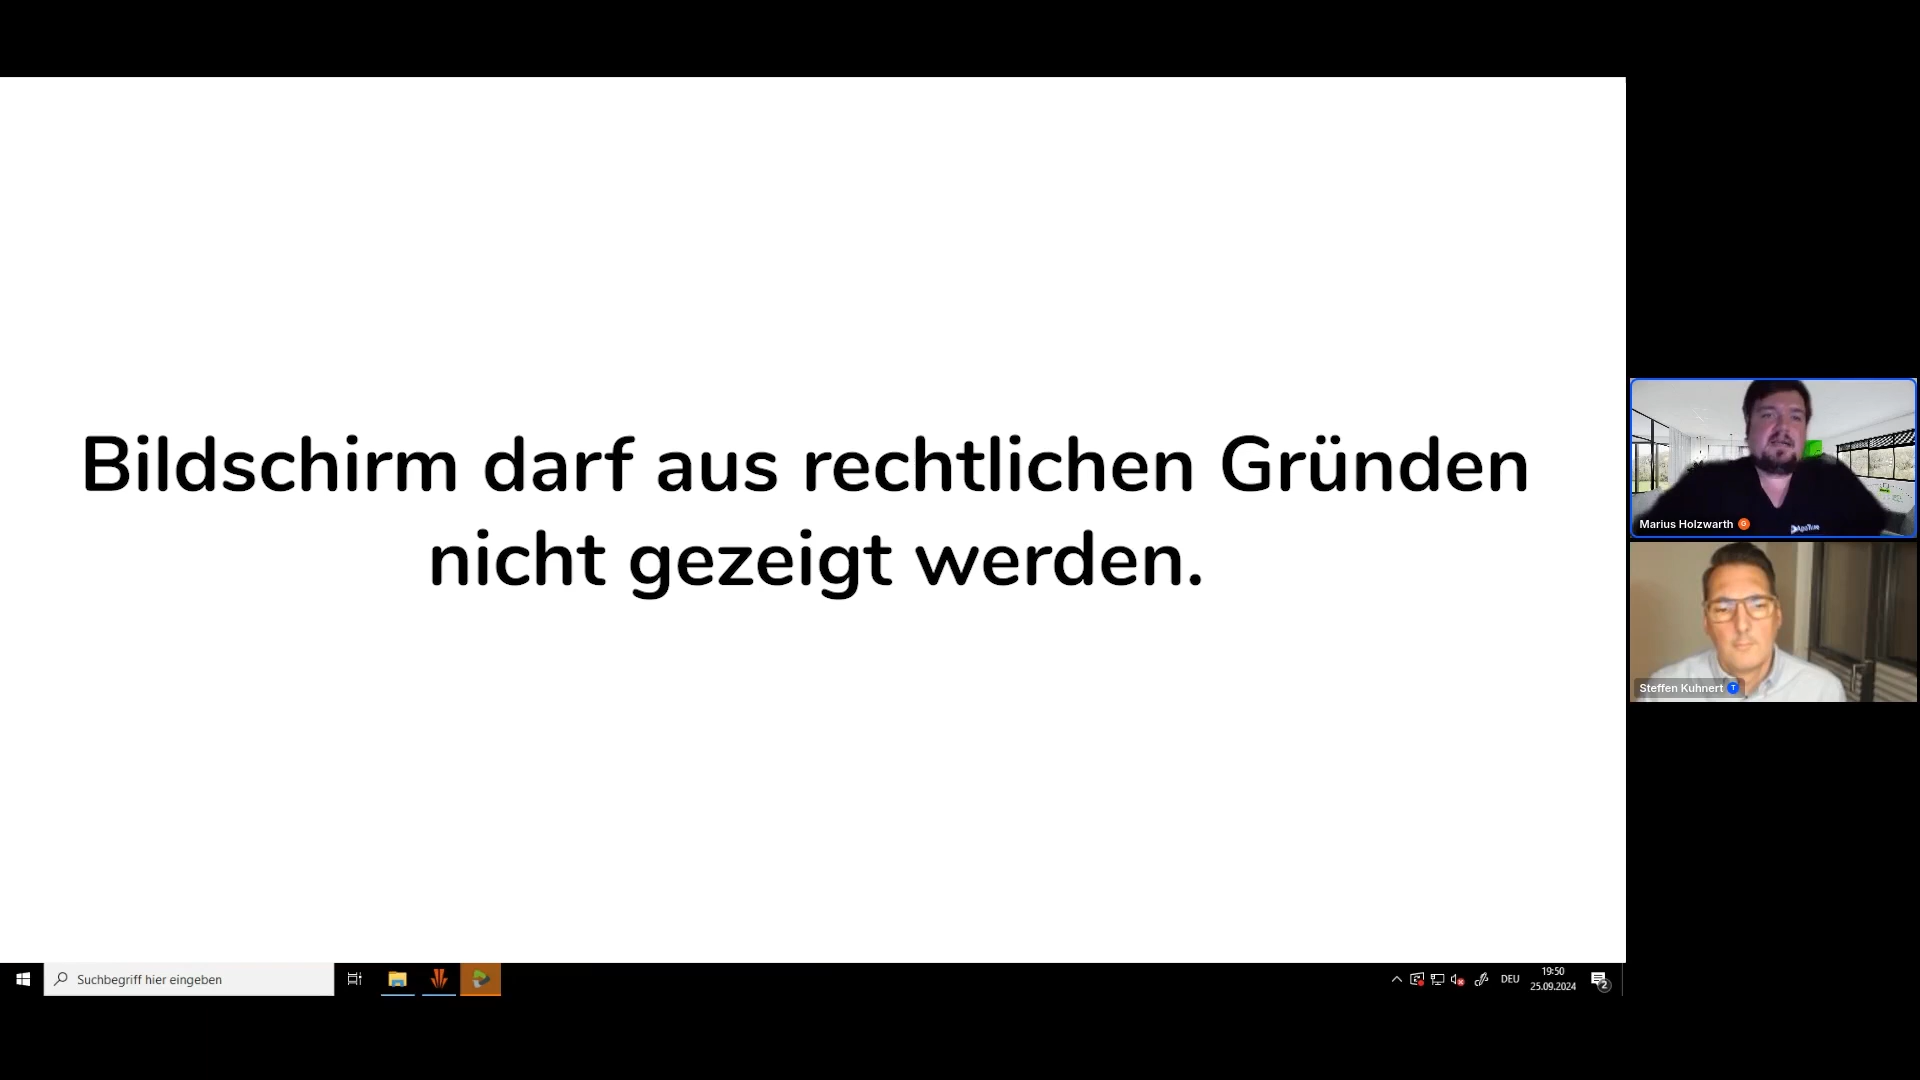 Bildschirm darf aus rechtlichen Gründen
nicht gezeigt werden.
Marius Holzwarth G
Steffen Kuhnert T
Suchbegriff hier eingeben
DEU
19:50
25.09.2024
2